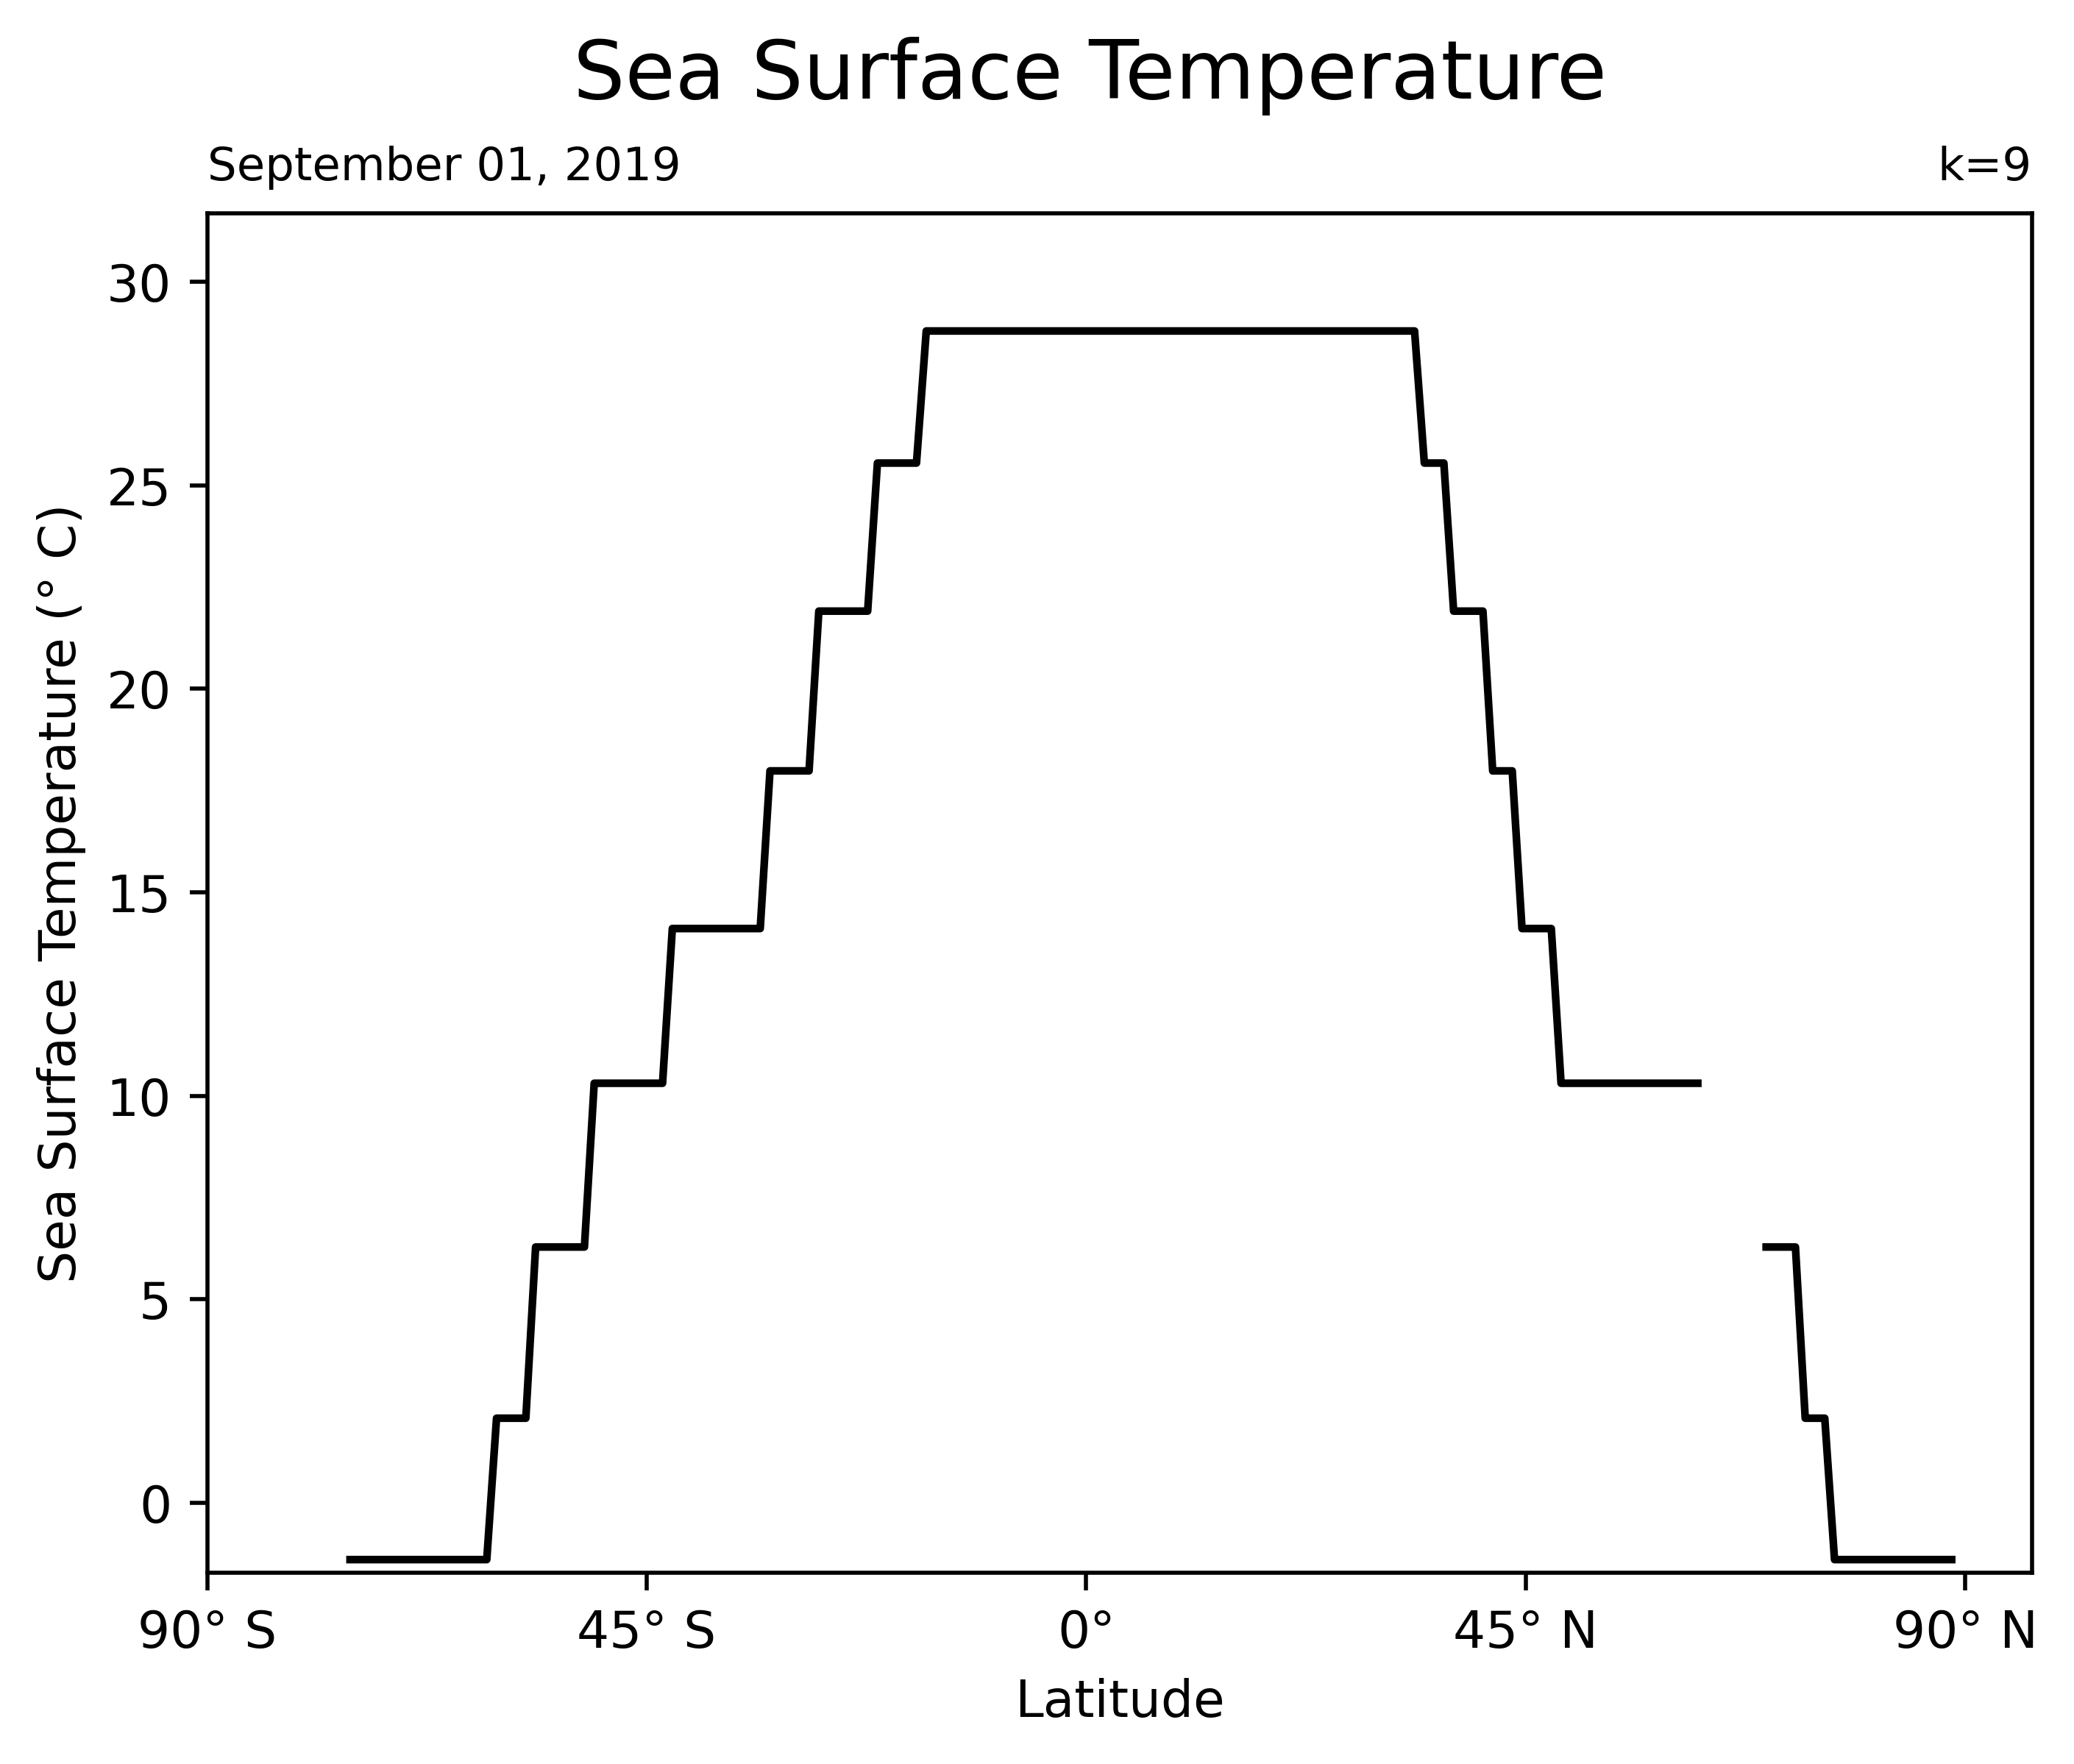 Sea Surface Temperature
September 01, 2019
k=9
30
25
20
15
10
5
0
Sea Surface Temperature (° C)
90° S
45° S
0°
45° N
90° N
Latitude